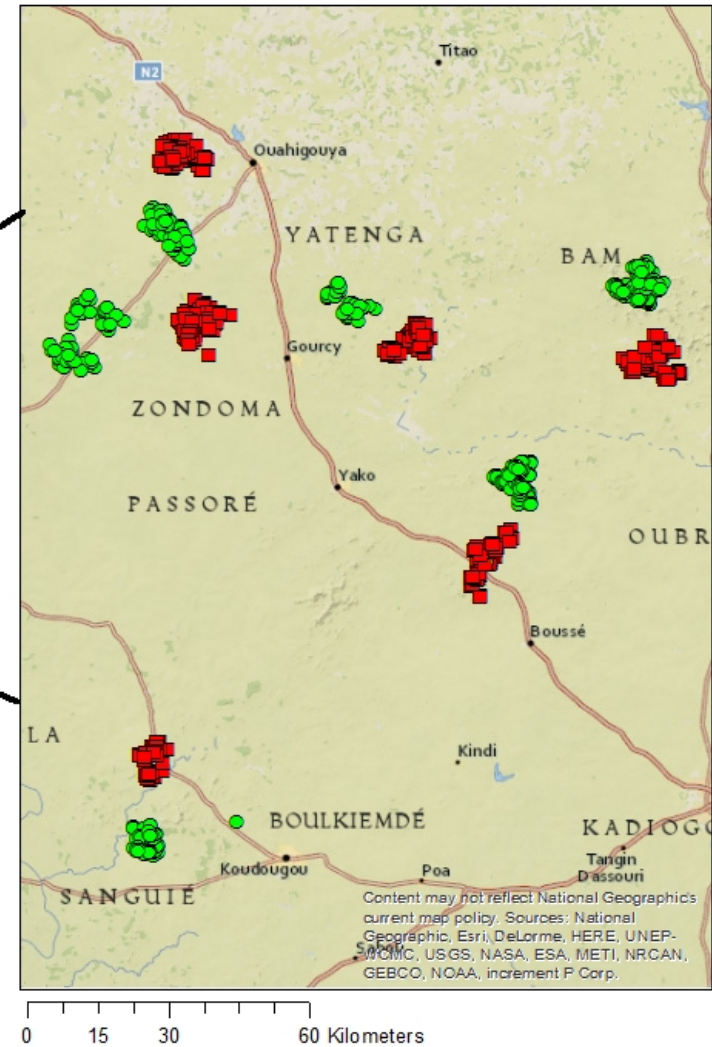 Titao
N2
Ouahigouya
YATENGA
BAM
Gourcy
ZONDOMA
Yako
PASSORÉ
OUBR
Boussé
LA
Kindi
BOULKIEMDÉ
KADIOGO
Tangin
Dassouri
Koudougou
Poa
SANGUIÉ
Content may not reflect National Geographic's
current map policy. Sources: National
Geographic, Esri, DeLorme, HERE, UNEP-
WCMC, USGS, NASA, ESA, METI, NRCAN,
GEBCO, NOAA, increment P Corp.
0 15 30 60 Kilometers